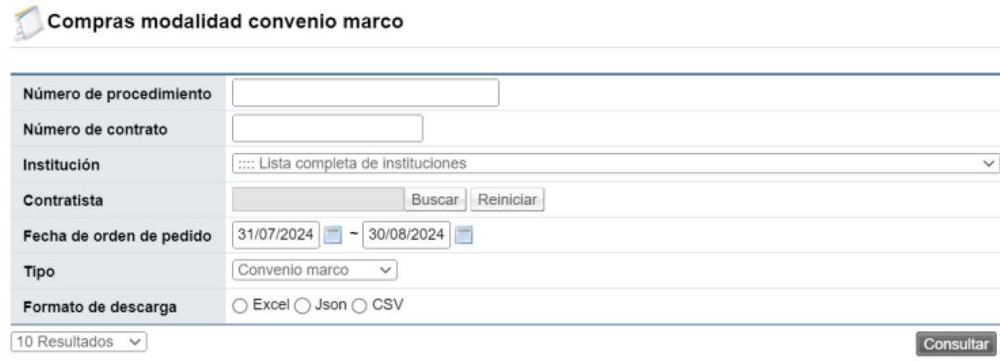 Compras modalidad convenio marco
Número de procedimiento
Número de contrato
Institución :::: Lista completa de instituciones
Contratista Buscar Reiniciar
Fecha de orden de pedido 31/07/2024 ~ 30/08/2024
Tipo Convenio marco
Formato de descarga Excel Json CSV
10 Resultados Consultar